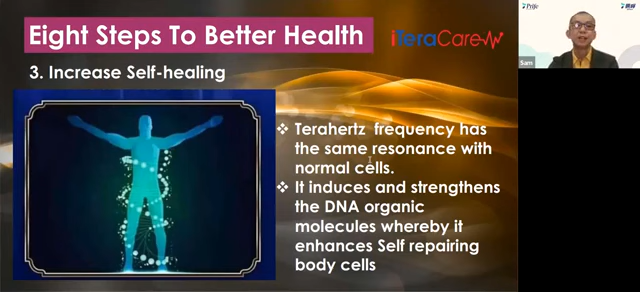 Eight Steps To Better Health
iTeraCare
3. Increase Self-healing
❖ Terahertz frequency has
the same resonance with
normal cells.
❖ It induces and strengthens
the DNA organic
molecules whereby it
enhances Self repairing
body cells
Prife
Sam